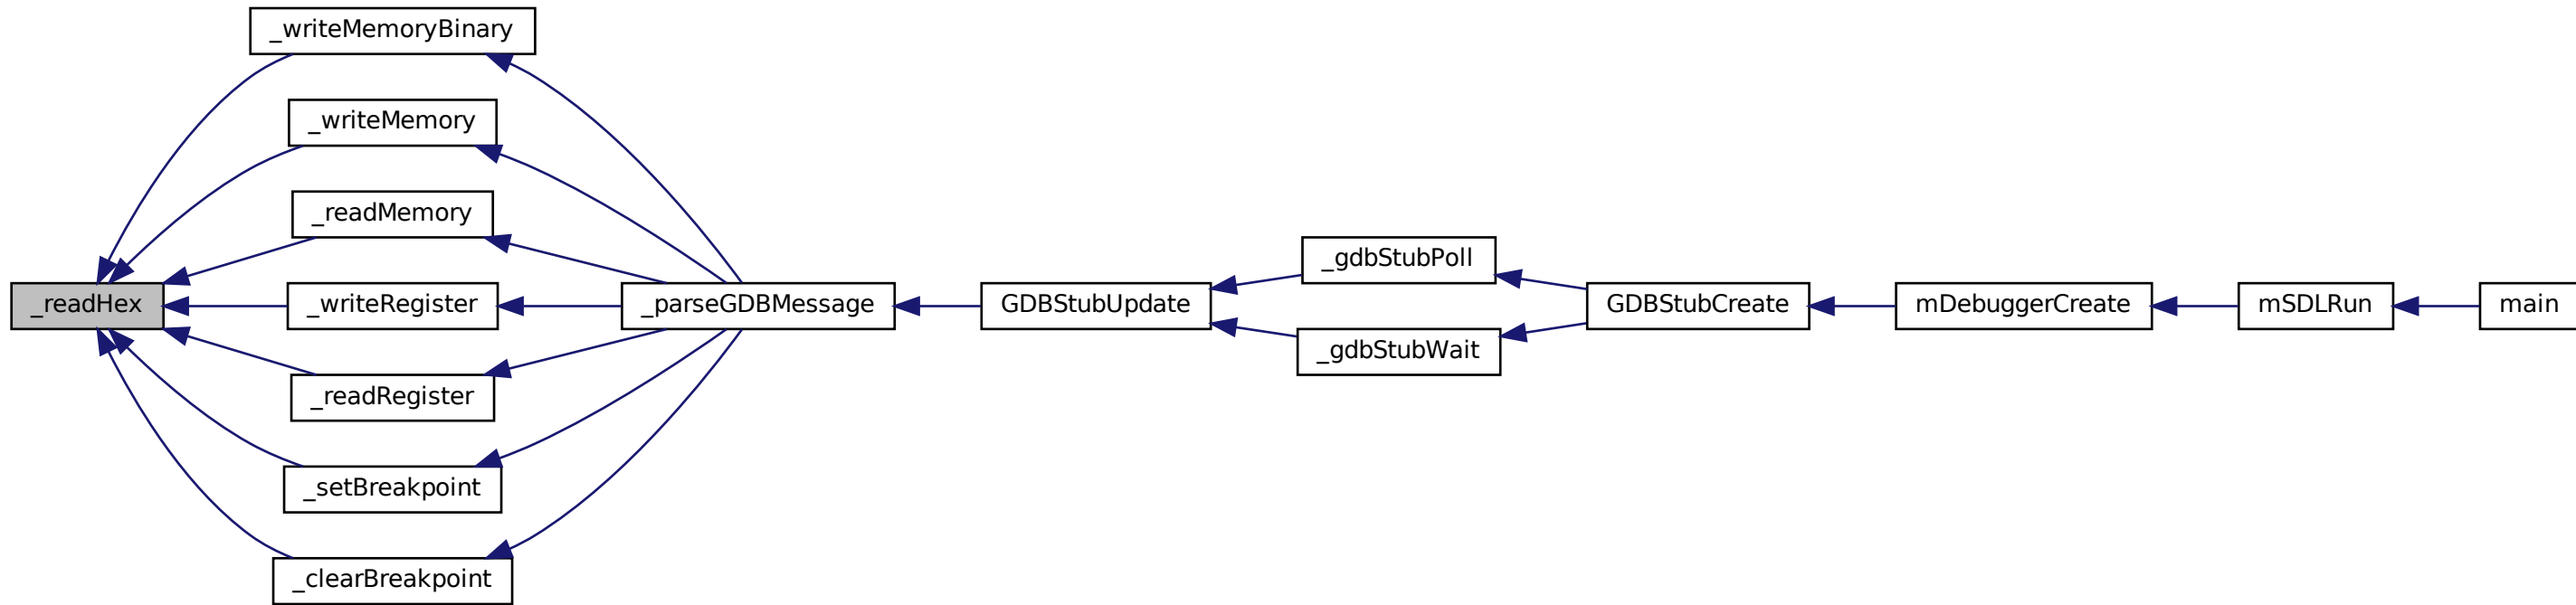 _writeMemoryBinary
_writeMemory
_readMemory
_readHex
_writeRegister
_readRegister
_setBreakpoint
_clearBreakpoint
_parseGDBMessage
GDBStubUpdate
_gdbStubPoll
_gdbStubWait
GDBStubCreate
mDebuggerCreate
mSDLRun
main